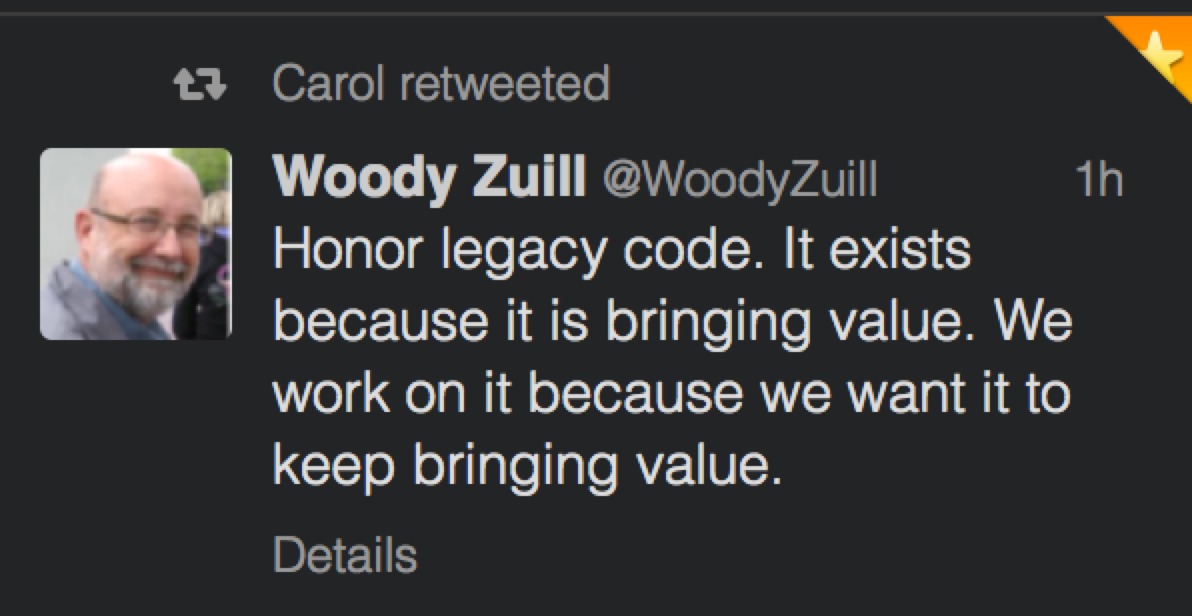 Carol retweeted
Woody Zuill @WoodyZuill 1h
Honor legacy code. It exists
because it is bringing value. We
work on it because we want it to
keep bringing value.
Details